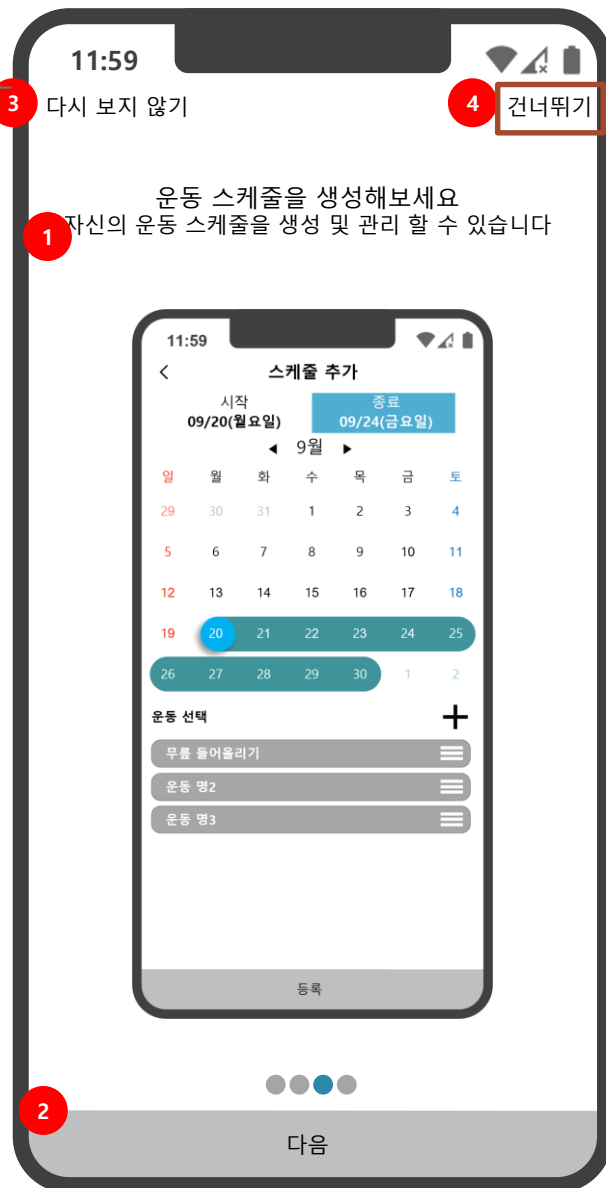 11:59
3 다시 보지 않기
4 건너뛰기
운동 스케줄을 생성해보세요
1 자신의 운동 스케줄을 생성 및 관리 할 수 있습니다
11:59
스케줄 추가
시작 종료
09/20(월요일) 09/24(금요일)
◀ 9월 ▶
일 월 화 수 목 금 토
29 30 31 1 2 3 4
5 6 7 8 9 10 11
12 13 14 15 16 17 18
19 20 21 22 23 24 25
26 27 28 29 30 1 2
운동 선택
무릎 들어올리기
운동 명2
운동 명3
등록
2
다음